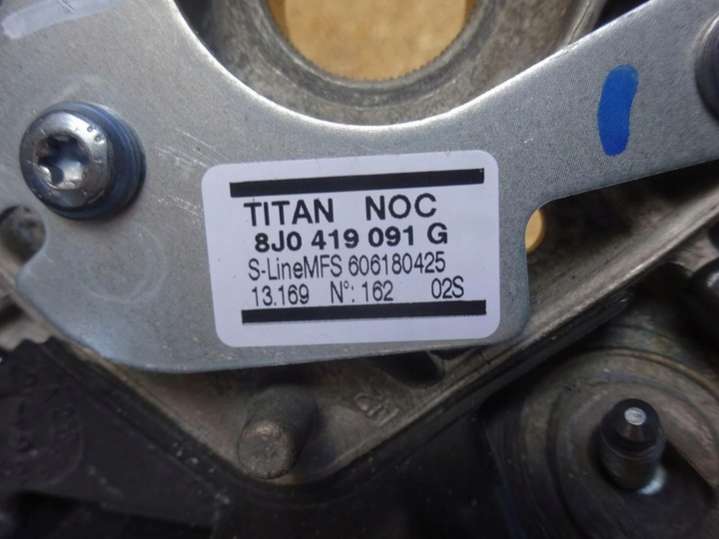 TITAN NOC
8J0 419 091 G
S-LineMFS 606180425
13.169 N°: 162 02S